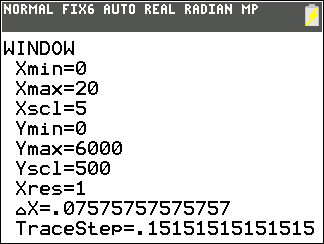 NORMAL FIX6 AUTO REAL RADIAN MP
WINDOW
Xmin=0
Xmax=20
Xscl=5
Ymin=0
Ymax=6000
Yscl=500
Xres=1
△X=.07575757575757
TraceStep=.15151515151515